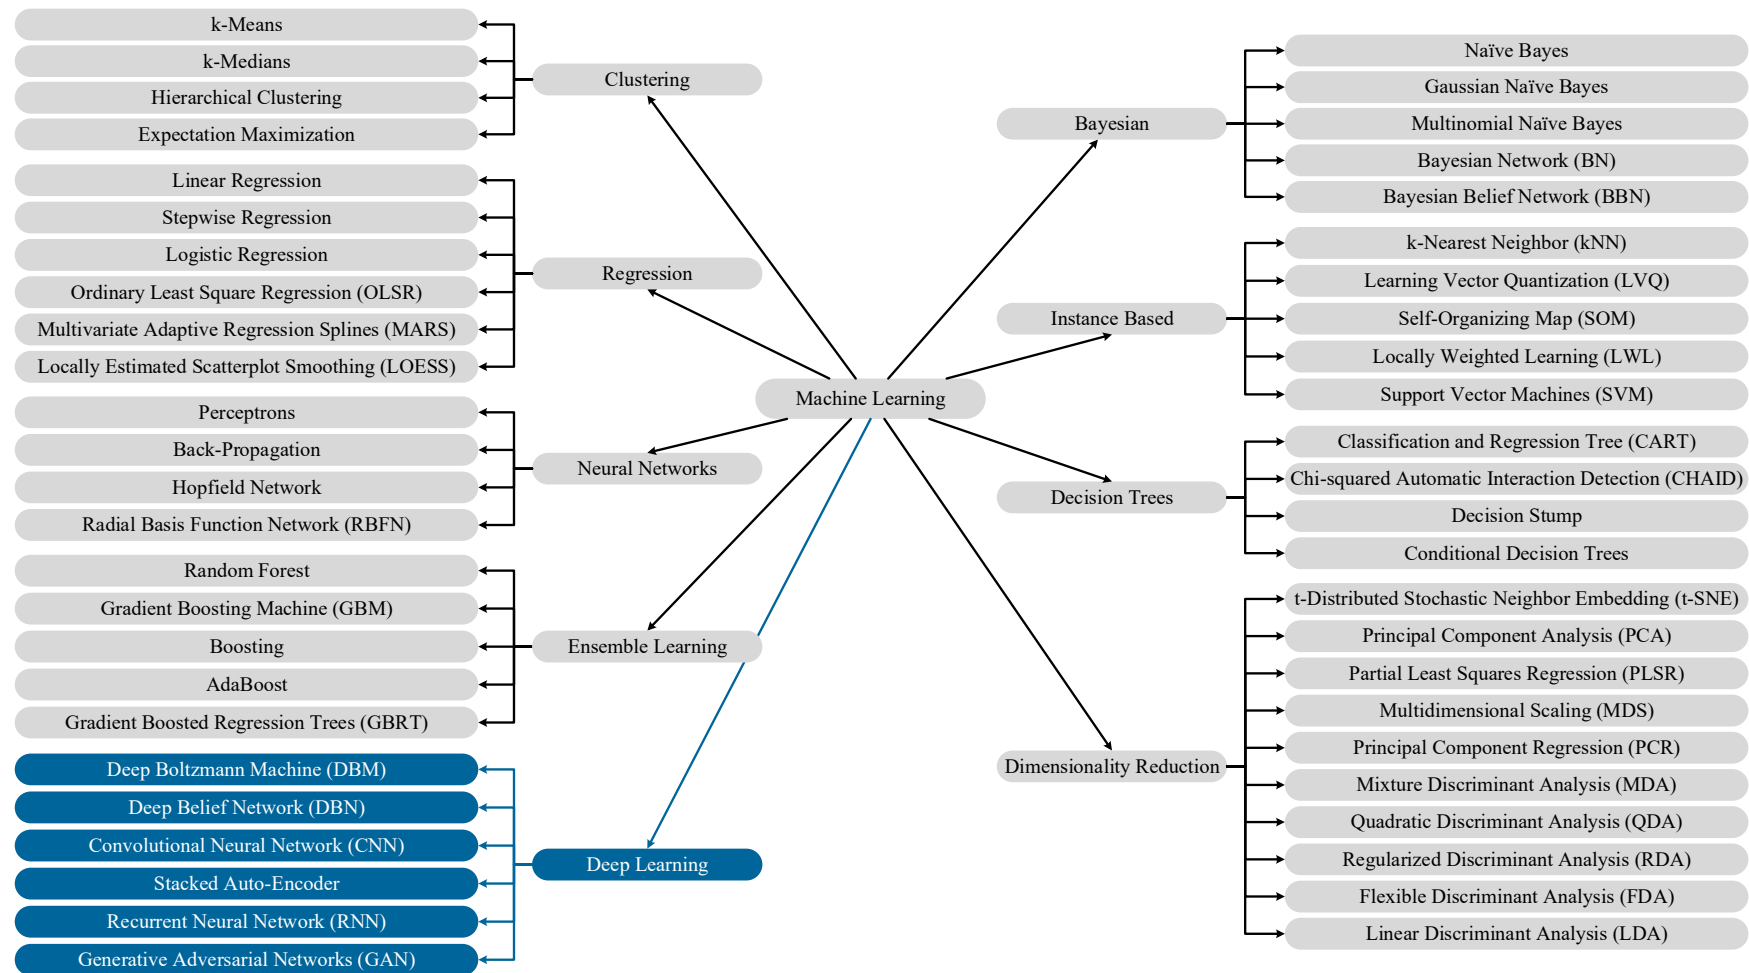 k-Means
k-Medians
Hierarchical Clustering
Expectation Maximization
Clustering
Linear Regression
Stepwise Regression
Logistic Regression
Ordinary Least Square Regression (OLSR)
Multivariate Adaptive Regression Splines (MARS)
Locally Estimated Scatterplot Smoothing (LOESS)
Regression
Perceptrons
Back-Propagation
Hopfield Network
Radial Basis Function Network (RBFN)
Neural Networks
Random Forest
Gradient Boosting Machine (GBM)
Boosting
AdaBoost
Gradient Boosted Regression Trees (GBRT)
Ensemble Learning
Deep Boltzmann Machine (DBM)
Deep Belief Network (DBN)
Convolutional Neural Network (CNN)
Stacked Auto-Encoder
Recurrent Neural Network (RNN)
Generative Adversarial Networks (GAN)
Deep Learning
Machine Learning
Bayesian
Naïve Bayes
Gaussian Naïve Bayes
Multinomial Naïve Bayes
Bayesian Network (BN)
Bayesian Belief Network (BBN)
Instance Based
k-Nearest Neighbor (kNN)
Learning Vector Quantization (LVQ)
Self-Organizing Map (SOM)
Locally Weighted Learning (LWL)
Support Vector Machines (SVM)
Decision Trees
Classification and Regression Tree (CART)
Chi-squared Automatic Interaction Detection (CHAID)
Decision Stump
Conditional Decision Trees
Dimensionality Reduction
t-Distributed Stochastic Neighbor Embedding (t-SNE)
Principal Component Analysis (PCA)
Partial Least Squares Regression (PLSR)
Multidimensional Scaling (MDS)
Principal Component Regression (PCR)
Mixture Discriminant Analysis (MDA)
Quadratic Discriminant Analysis (QDA)
Regularized Discriminant Analysis (RDA)
Flexible Discriminant Analysis (FDA)
Linear Discriminant Analysis (LDA)